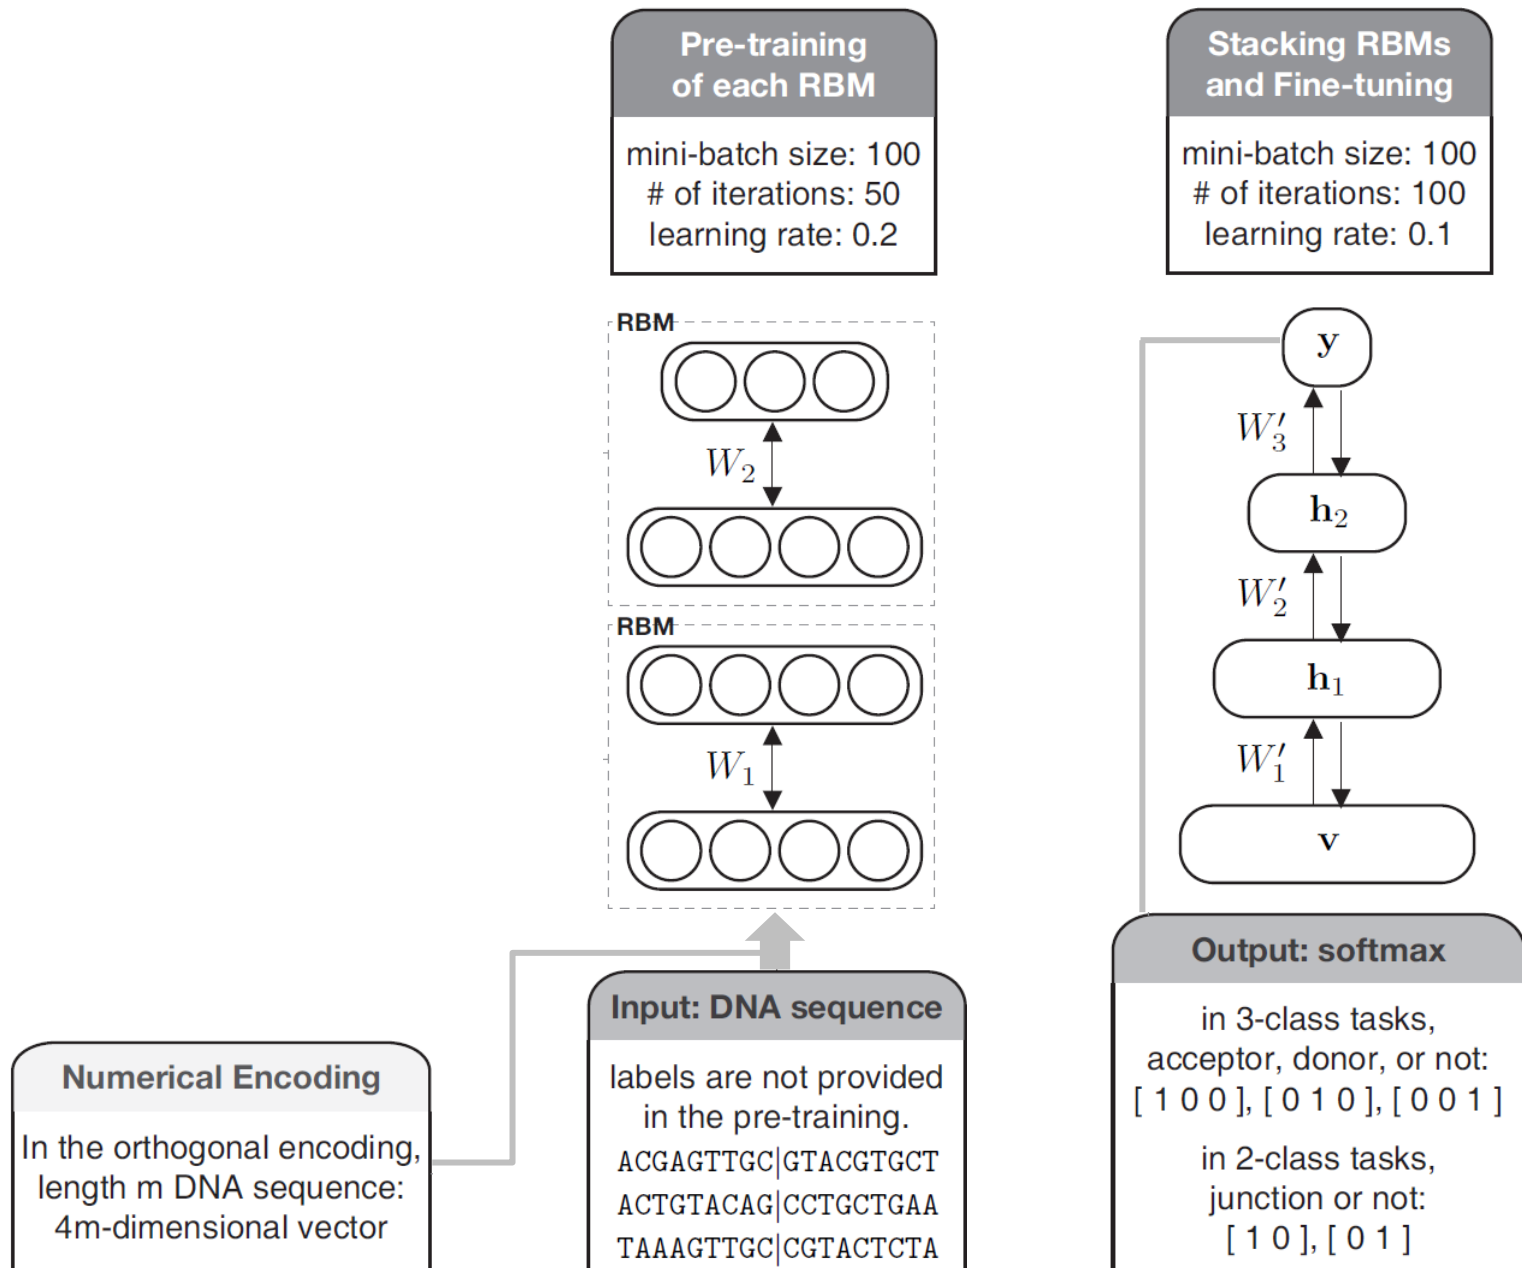 Pre-training
of each RBM
mini-batch size: 100
# of iterations: 50
learning rate: 0.2
Stacking RBMs
and Fine-tuning
mini-batch size: 100
# of iterations: 100
learning rate: 0.1
RBM
W₂
RBM
W₁
y
W′₃
h₂
W′₂
h₁
W′₁
v
Numerical Encoding
In the orthogonal encoding,
length m DNA sequence:
4m-dimensional vector
Input: DNA sequence
labels are not provided
in the pre-training.
ACGAGTTGC|GTACGTGCT
ACTGTACAG|CCTGCTGAA
TAAAGTTGC|CGTACTCTA
Output: softmax
in 3-class tasks,
acceptor, donor, or not:
[ 1 0 0 ], [ 0 1 0 ], [ 0 0 1 ]
in 2-class tasks,
junction or not:
[ 1 0 ], [ 0 1 ]